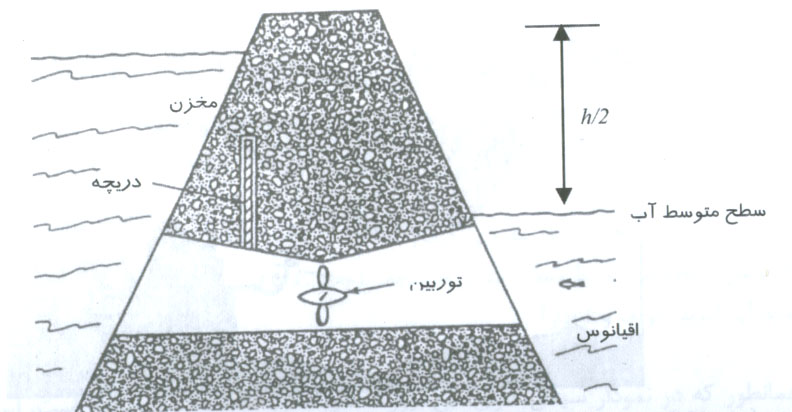 h/2
مخزن
دریچه
سطح متوسط آب
توربین
اقیانوس